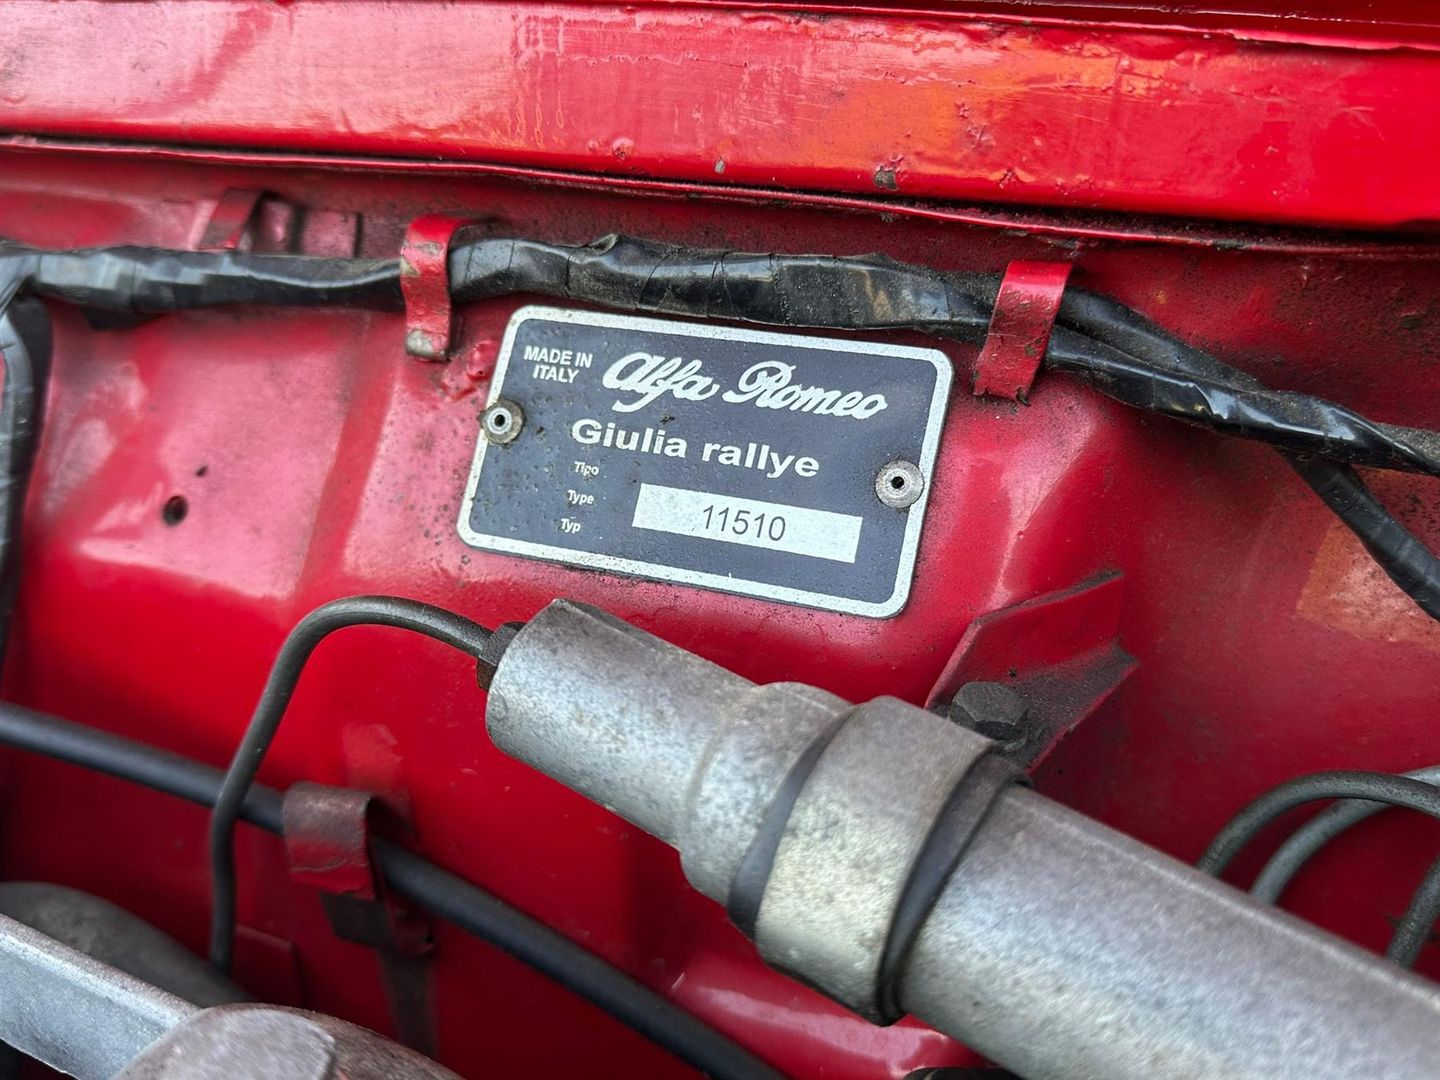 MADE IN
ITALY
Alfa Romeo
Giulia rallye
Tipo
Type
Typ
11510